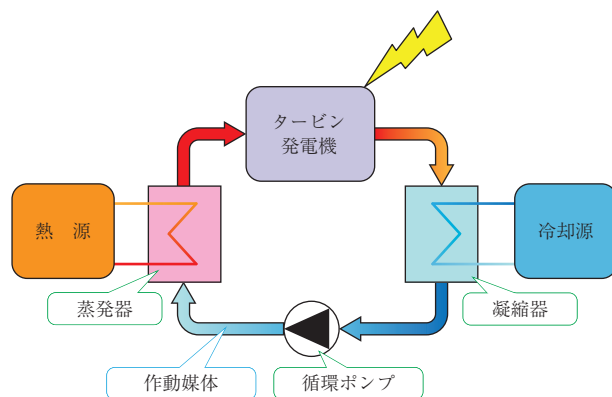 タービン
発電機
熱　源
冷却源
蒸発器
凝縮器
作動媒体
循環ポンプ